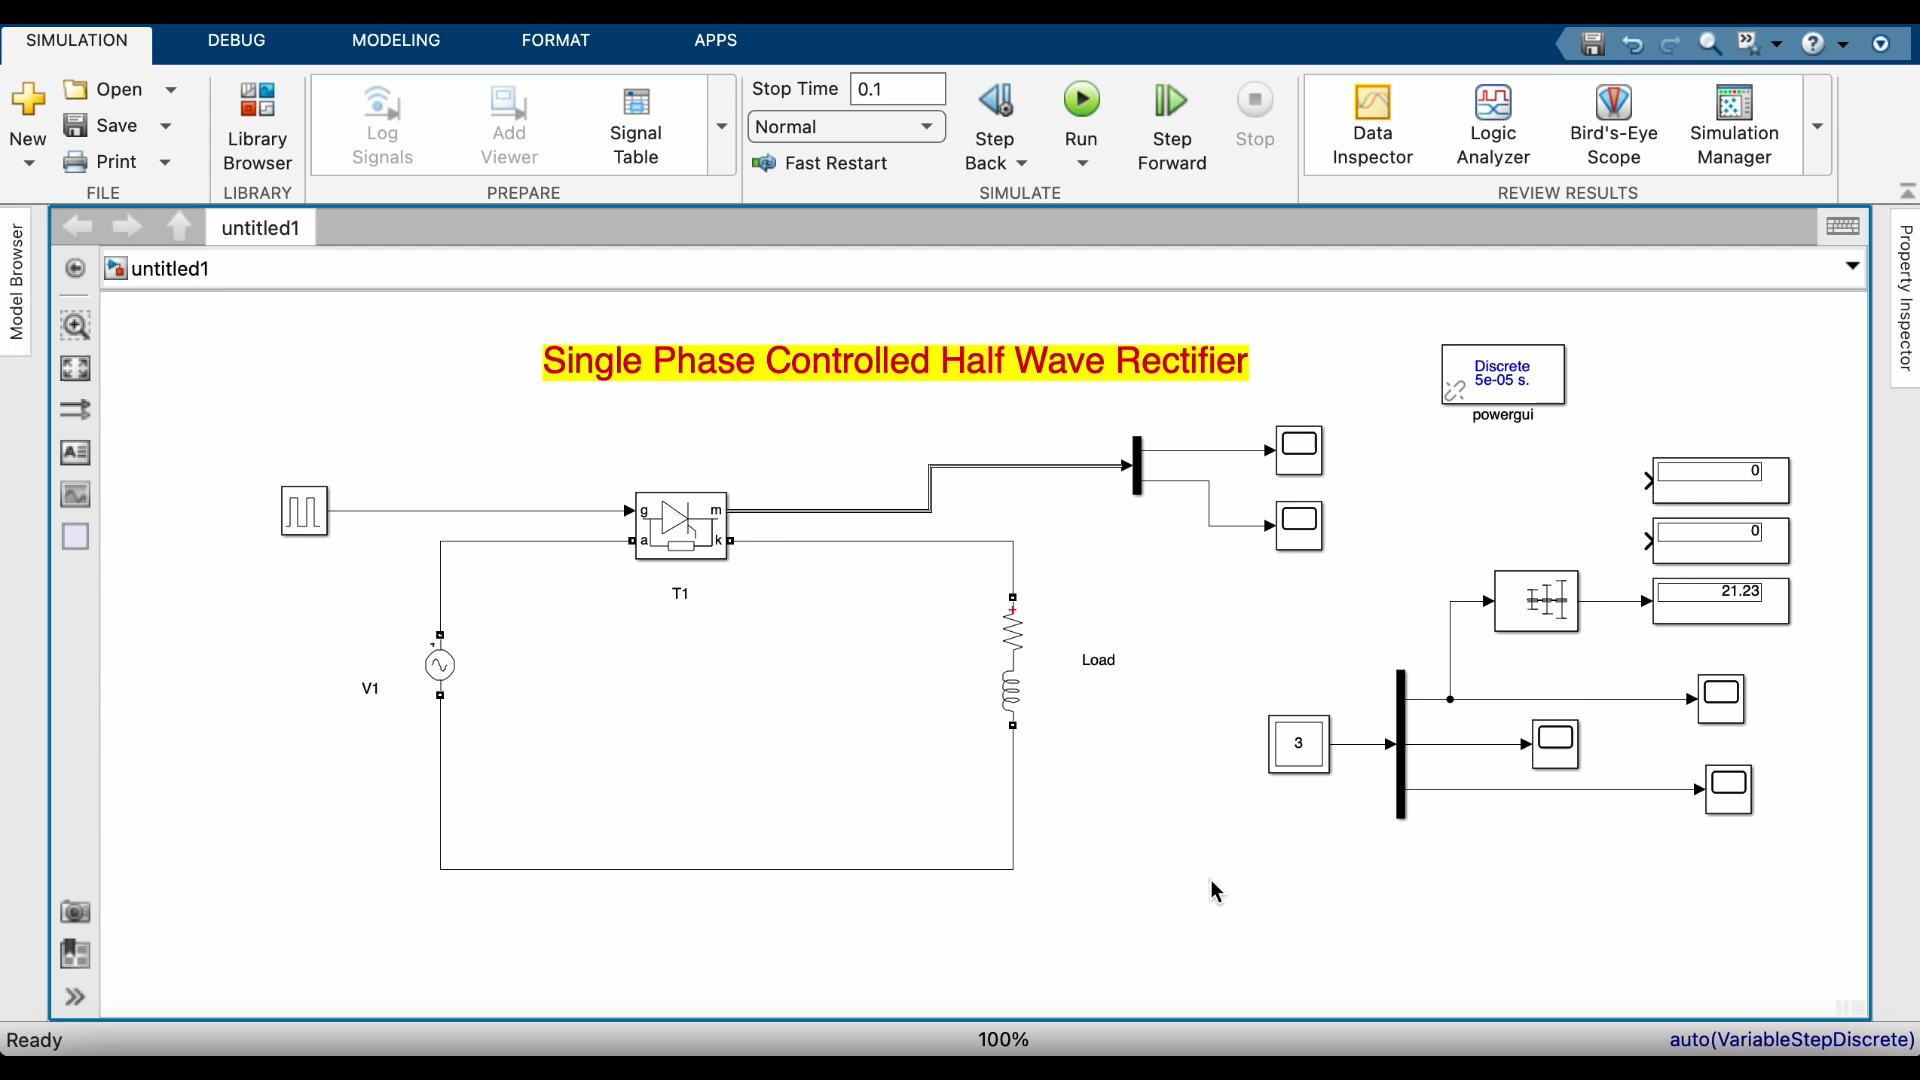 SIMULATION DEBUG MODELING FORMAT APPS
New
Open
Save
Print
FILE
Library
Browser
LIBRARY
Log
Signals
Add
Viewer
Signal
Table
PREPARE
Stop Time 0.1
Normal
Fast Restart
Step
Back
Run
Step
Forward
Stop
SIMULATE
Data
Inspector
Logic
Analyzer
Bird's-Eye
Scope
Simulation
Manager
REVIEW RESULTS
Model Browser
Property Inspector
untitled1
untitled1
Single Phase Controlled Half Wave Rectifier
Discrete
5e-05 s.
powergui
g m
a k
T1
V1
+
+
Load
0
0
21.23
3
Ready 100% auto(VariableStepDiscrete)